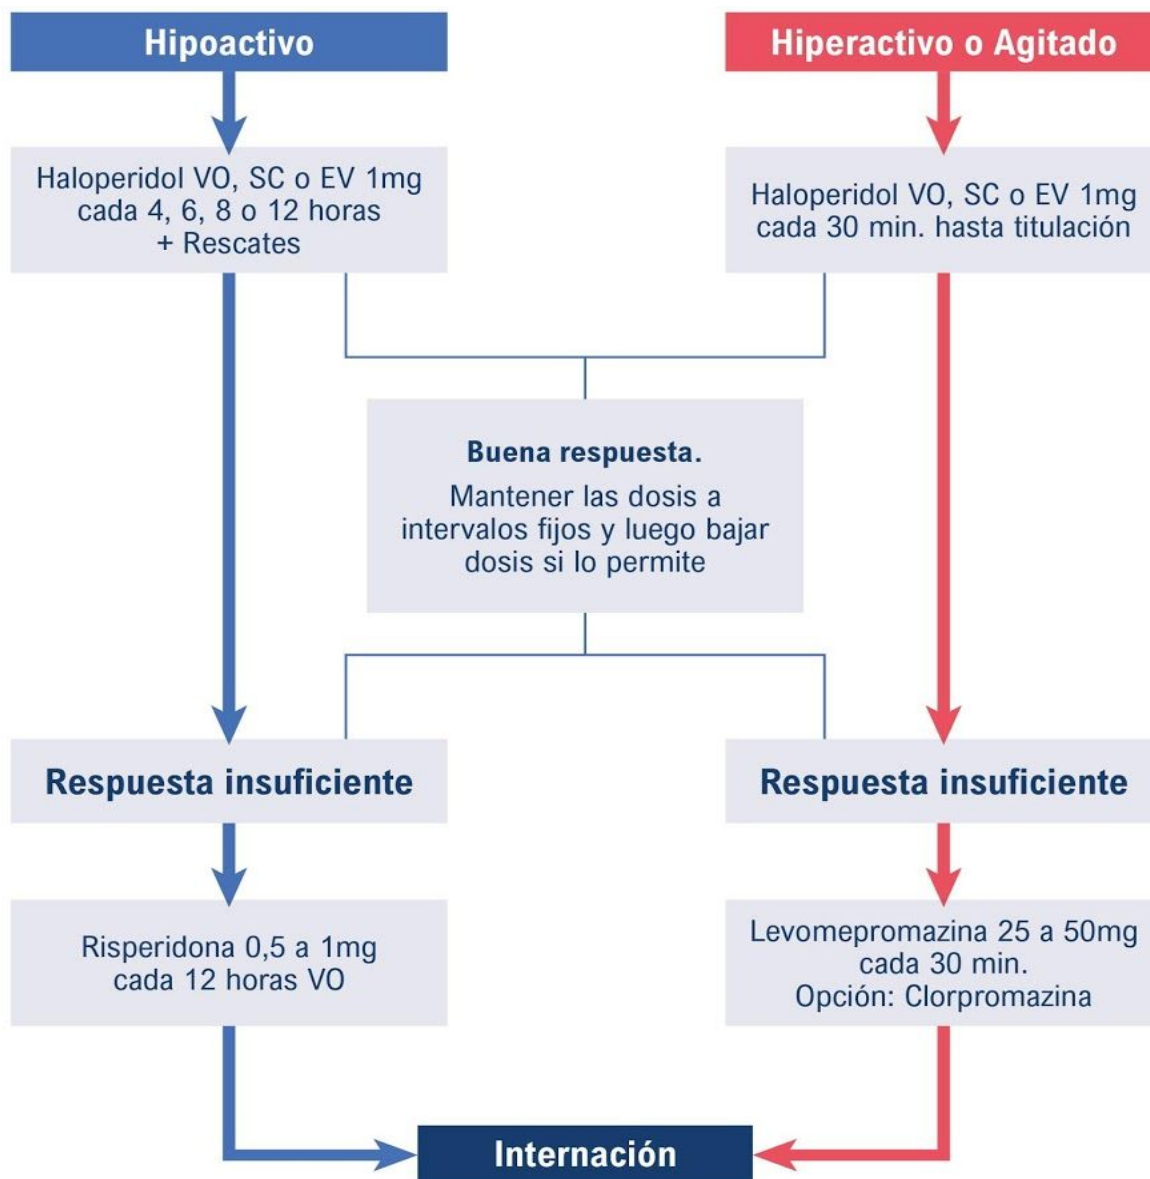 Hipoactivo
Hiperactivo o Agitado
Haloperidol VO, SC o EV 1mg
cada 4, 6, 8 o 12 horas
+ Rescates
Haloperidol VO, SC o EV 1mg
cada 30 min. hasta titulación
Buena respuesta.
Mantener las dosis a
intervalos fijos y luego bajar
dosis si lo permite
Respuesta insuficiente
Respuesta insuficiente
Risperidona 0,5 a 1mg
cada 12 horas VO
Levomepromazina 25 a 50mg
cada 30 min.
Opción: Clorpromazina
Internación